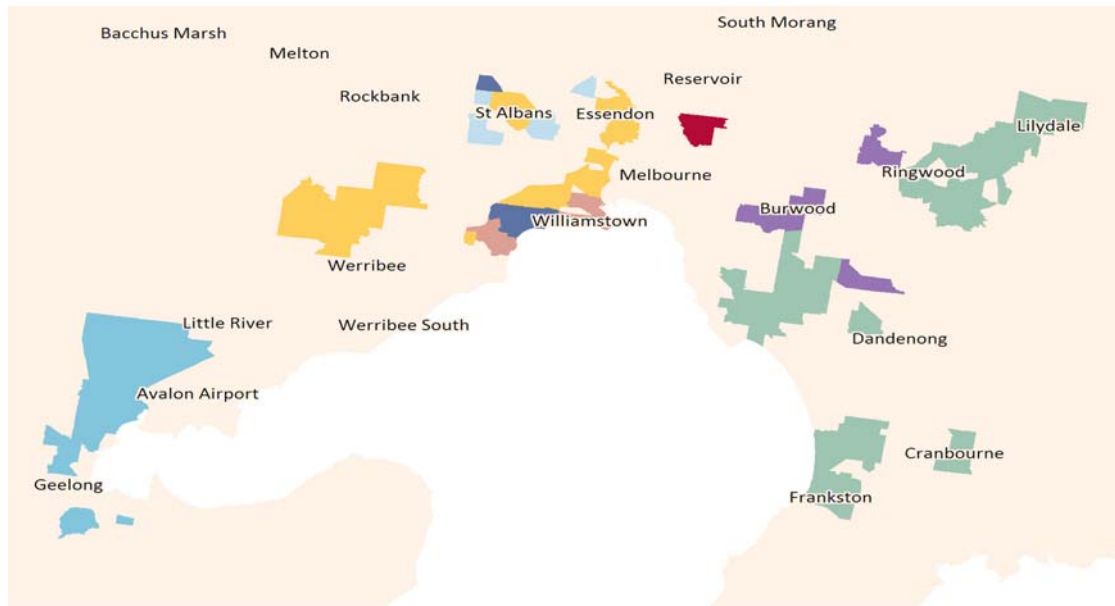 South Morang
Bacchus Marsh
Melton
Reservoir
Rockbank
St Albans
Essendon
Lilydale
Ringwood
Melbourne
Burwood
Williamstown
Werribee
Little River
Werribee South
Dandenong
Avalon Airport
Cranbourne
Geelong
Frankston